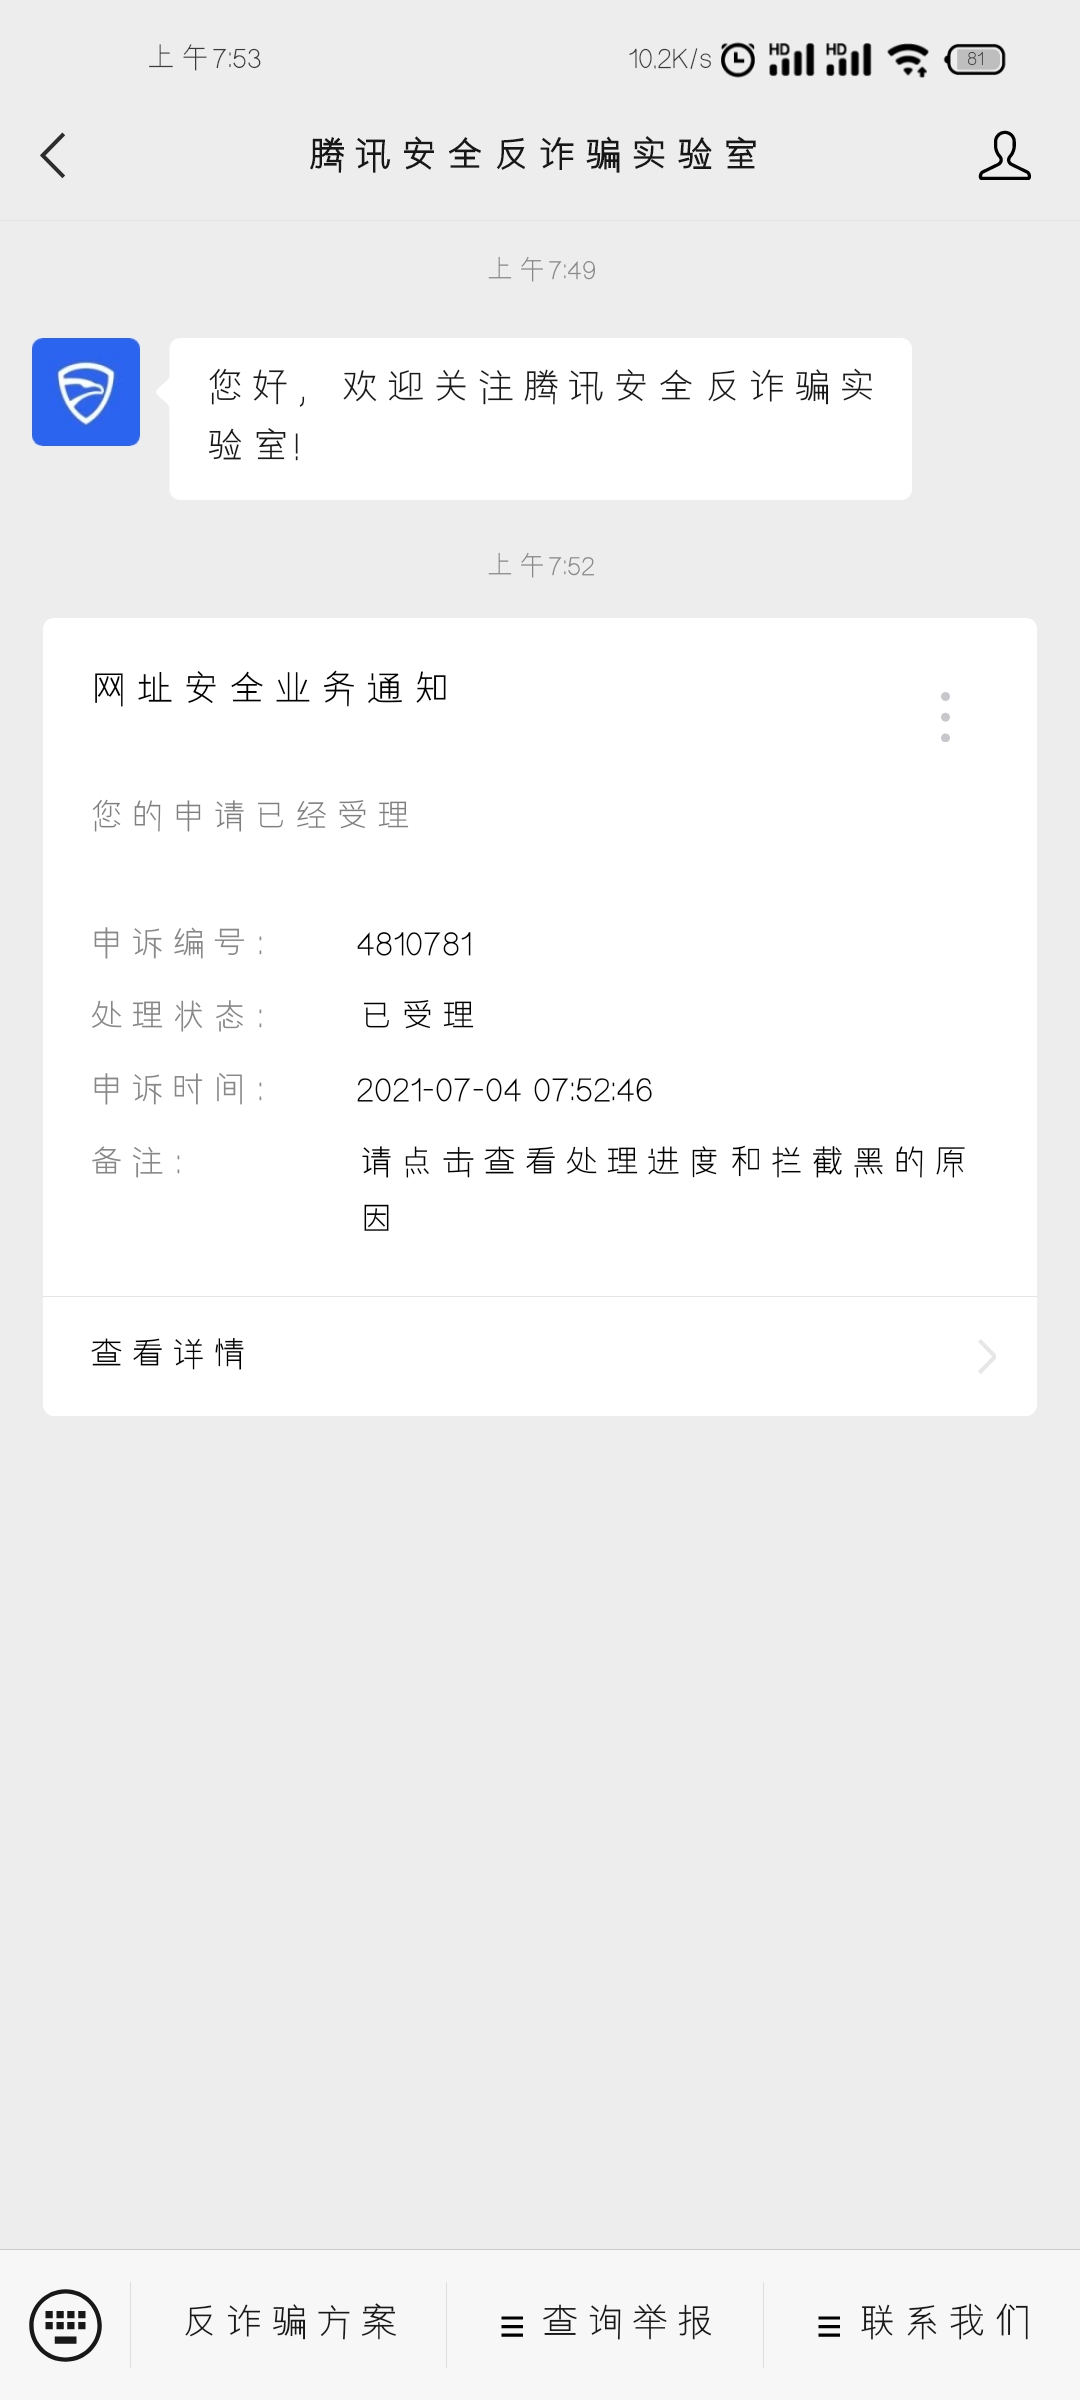 上午7:53 10.2K/s HD HD 81
腾讯安全反诈骗实验室
上午7:49
您好，欢迎关注腾讯安全反诈骗实
验室!
上午7:52
网址安全业务通知
您的申请已经受理
申诉编号: 4810781
处理状态: 已受理
申诉时间: 2021-07-04 07:52:46
备注: 请点击查看处理进度和拦截黑的原
因
查看详情
反诈骗方案 查询举报 联系我们